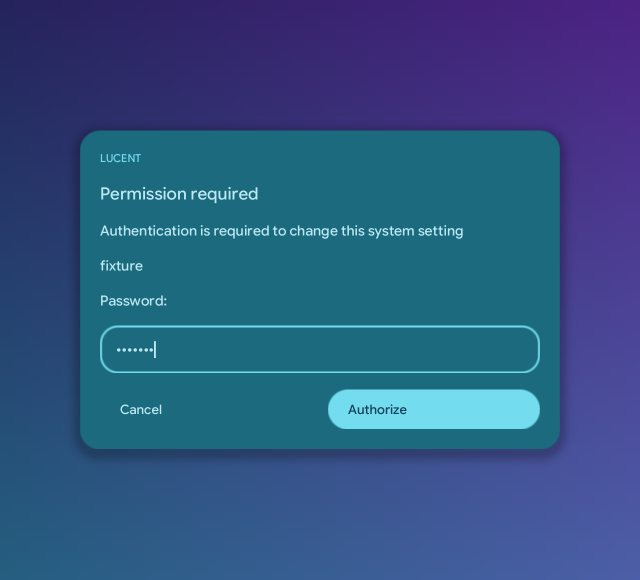 LUCENT
Permission required
Authentication is required to change this system setting
fixture
Password:
•••••••
Cancel
Authorize